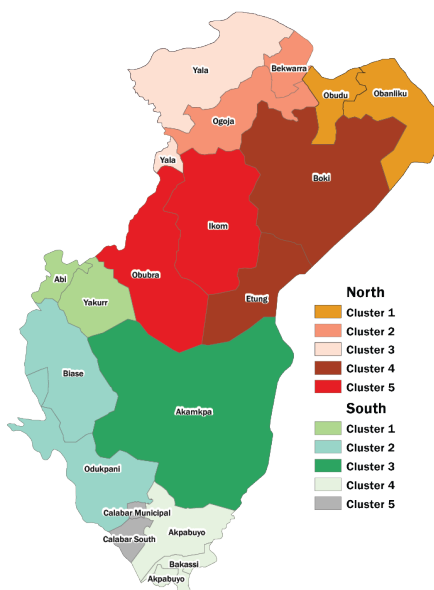 Yala
Bekwarra
Obudu
Obanliku
Ogoja
Yala
Boki
Ikom
Obubra
Abi
Yakurr
Etung
Biase
Akamkpa
Odukpani
Calabar Municipal
Akpabuyo
Calabar South
Bakassi
Akpabuyo
North
Cluster 1
Cluster 2
Cluster 3
Cluster 4
Cluster 5
South
Cluster 1
Cluster 2
Cluster 3
Cluster 4
Cluster 5